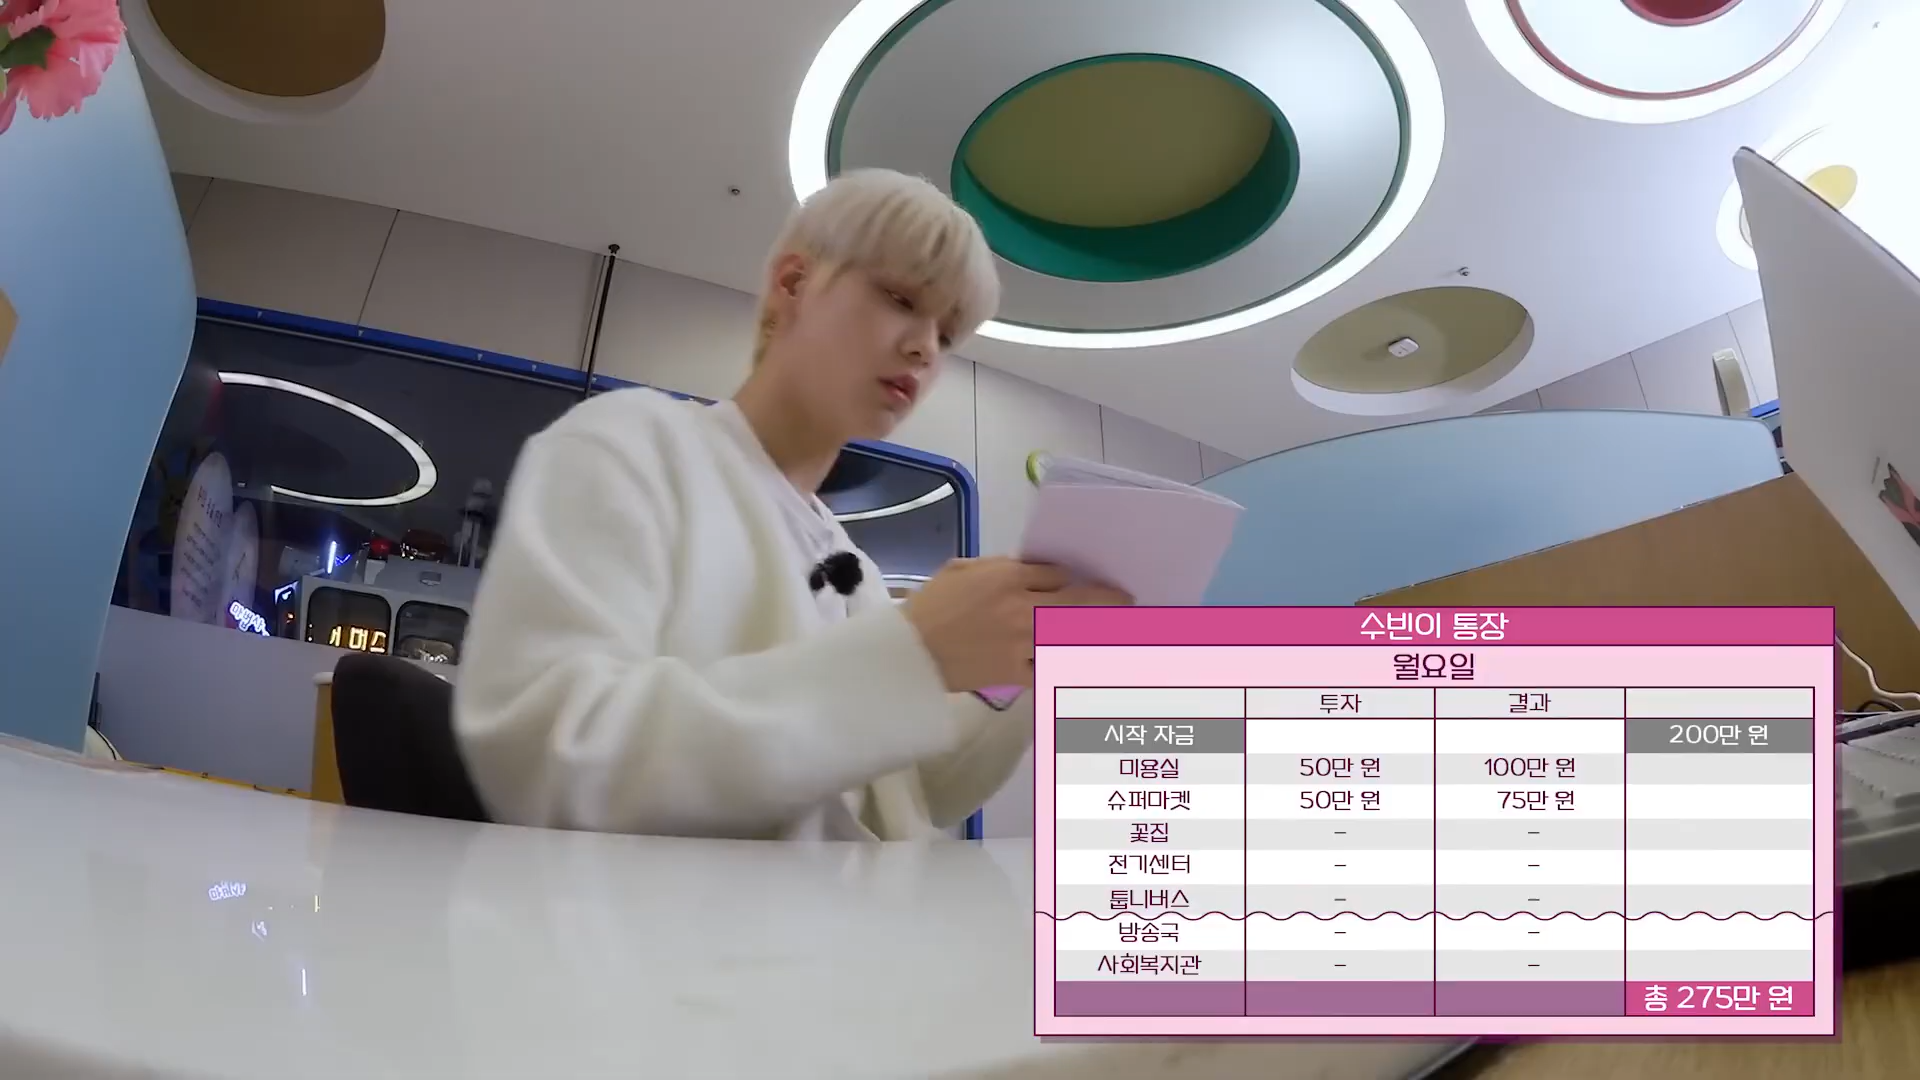 수빈이 통장
월요일
투자 결과
시작 자금 200만 원
미용실 50만 원 100만 원
슈퍼마켓 50만 원 75만 원
꽃집 – –
전기센터 – –
툽니버스 – –
방송국 – –
사회복지관 – –
총 275만 원